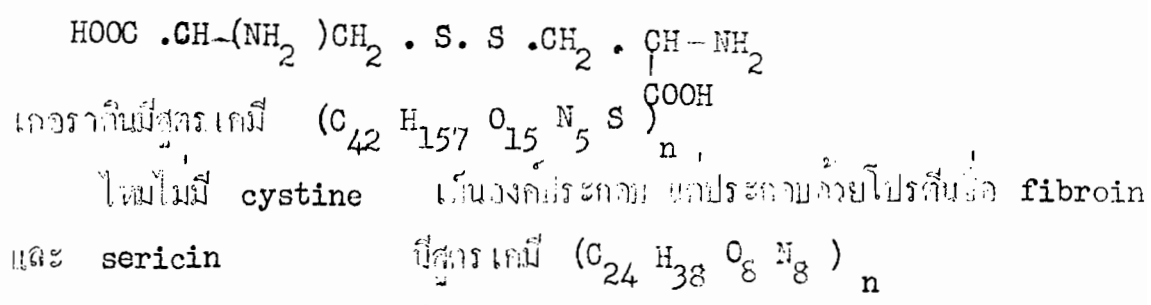 HOOC .CH-(NH2 )CH2 . S. S .CH2 . CH-NH2
COOH
เคอราตินมีสูตรเคมี (C42 H157 O15 N5 S )n
ไหมไม่มี cystine เป็นองค์ประกอบ แต่ประกอบด้วยโปรตีนชื่อ fibroin
และ sericin มีสูตรเคมี (C24 H38 O8 N8 )n